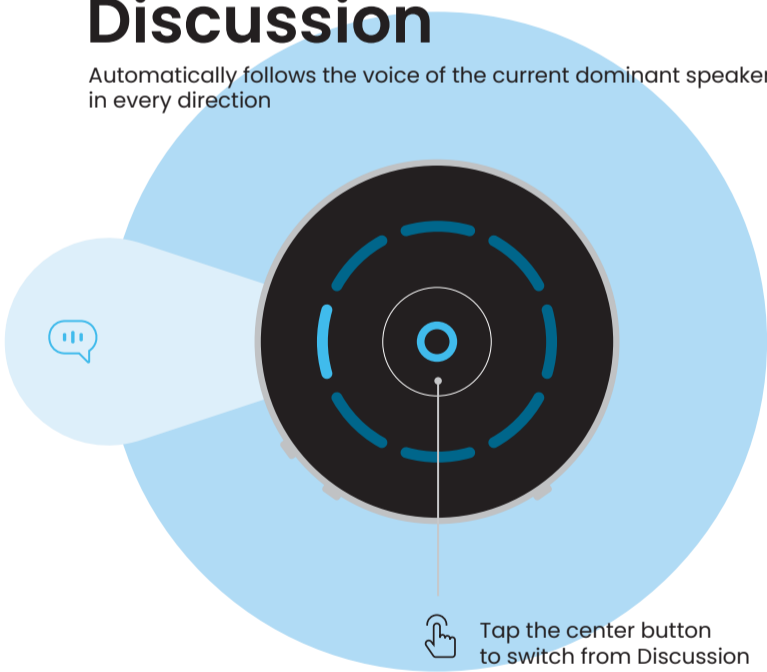 Discussion
Automatically follows the voice of the current dominant speaker
in every direction
Tap the center button
to switch from Discussion